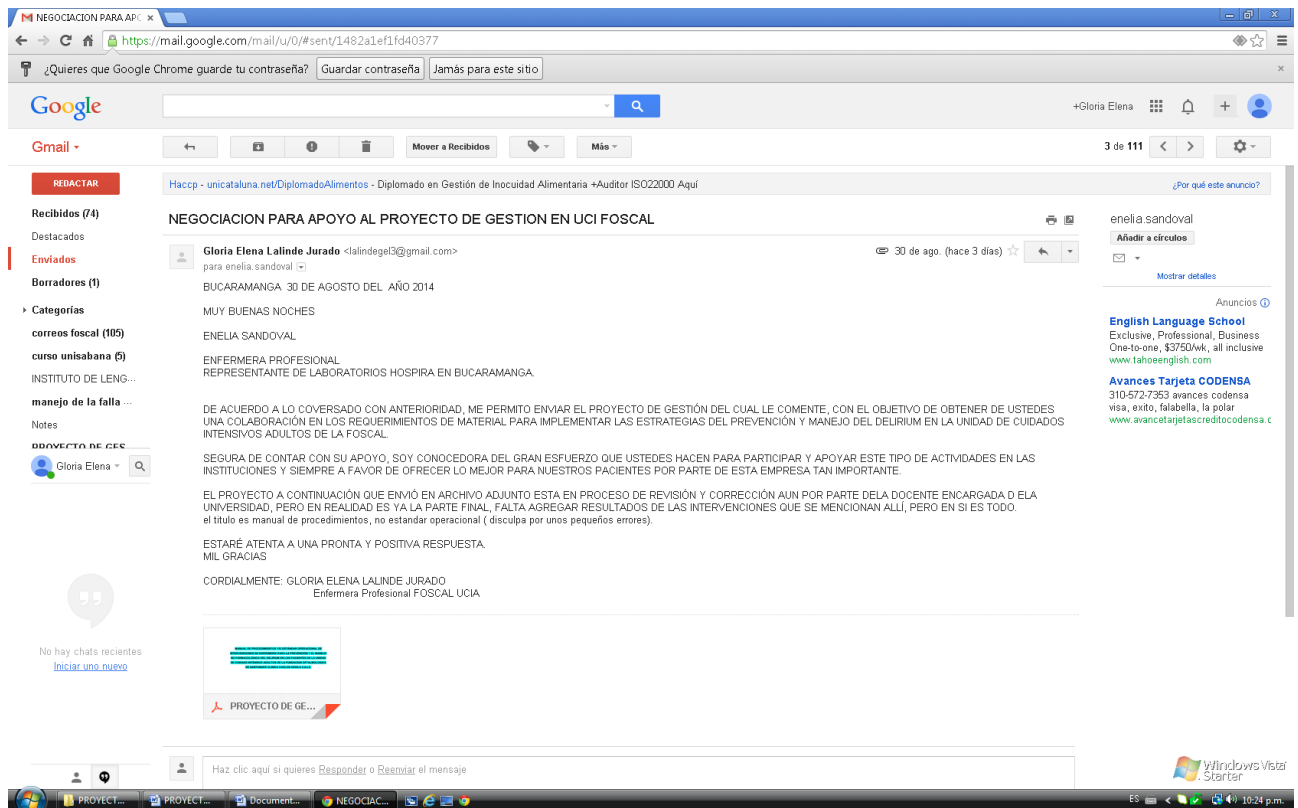 NEGOCIACION PARA APO
https://mail.google.com/mail/u/0/#sent/1482a1ef1fd40377
¿Quieres que Google Chrome guarde tu contraseña? Guardar contraseña Jamás para este sitio
Google
+Gloria Elena
Gmail
Mover a Recibidos
Más
3 de 111
REDACTAR
Haccp - unicataluna.net/DiplomadoAlimentos - Diplomado en Gestión de Inocuidad Alimentaria +Auditor ISO22000 Aquí
¿Por qué este anuncio?
Recibidos (74)
Destacados
Enviados
Borradores (1)
Categorías
correos foscal (105)
curso unisabana (5)
INSTITUTO DE LENG...
manejo de la falla ...
Notes
PROYECTO DE GES
Gloria Elena
No hay chats recientes
Iniciar uno nuevo
NEGOCIACION PARA APOYO AL PROYECTO DE GESTION EN UCI FOSCAL
Gloria Elena Lalinde Jurado <lalindegel3@gmail.com>
30 de ago. (hace 3 días)
para enelia.sandoval
BUCARAMANGA 30 DE AGOSTO DEL AÑO 2014
MUY BUENAS NOCHES
ENELIA SANDOVAL
ENFERMERA PROFESIONAL
REPRESENTANTE DE LABORATORIOS HOSPIRA EN BUCARAMANGA.
DE ACUERDO A LO COVERSADO CON ANTERIORIDAD, ME PERMITO ENVIAR EL PROYECTO DE GESTIÓN DEL CUAL LE COMENTE, CON EL OBJETIVO DE OBTENER DE USTEDES
UNA COLABORACIÓN EN LOS REQUERIMIENTOS DE MATERIAL PARA IMPLEMENTAR LAS ESTRATEGIAS DEL PREVENCIÓN Y MANEJO DEL DELIRIUM EN LA UNIDAD DE CUIDADOS
INTENSIVOS ADULTOS DE LA FOSCAL.
SEGURA DE CONTAR CON SU APOYO, SOY CONOCEDORA DEL GRAN ESFUERZO QUE USTEDES HACEN PARA PARTICIPAR Y APOYAR ESTE TIPO DE ACTIVIDADES EN LAS
INSTITUCIONES Y SIEMPRE A FAVOR DE OFRECER LO MEJOR PARA NUESTROS PACIENTES POR PARTE DE ESTA EMPRESA TAN IMPORTANTE.
EL PROYECTO A CONTINUACIÓN QUE ENVIÓ EN ARCHIVO ADJUNTO ESTA EN PROCESO DE REVISIÓN Y CORRECCIÓN AUN POR PARTE DELA DOCENTE ENCARGADA D ELA
UNIVERSIDAD, PERO EN REALIDAD ES YA LA PARTE FINAL, FALTA AGREGAR RESULTADOS DE LAS INTERVENCIONES QUE SE MENCIONAN ALLÍ, PERO EN SI ES TODO.
el titulo es manual de procedimientos, no estandar operacional ( disculpa por unos pequeños errores).
ESTARÉ ATENTA A UNA PRONTA Y POSITIVA RESPUESTA.
MIL GRACIAS
CORDIALMENTE: GLORIA ELENA LALINDE JURADO
Enfermera Profesional FOSCAL UCIA
PROYECTO DE GE...
Haz clic aquí si quieres Responder o Reenviar el mensaje
enelia.sandoval
Añadir a círculos
Mostrar detalles
Anuncios
English Language School
Exclusive, Professional, Business
One-to-one, $3750/wk, all inclusive
www.tahoeenglish.com
Avances Tarjeta CODENSA
310-572-7353 avances codensa
visa, exito, falabella, la polar
www.avancetarjetascreditocodensa.c
Windows Vista
Starter
PROYECT... PROYECT... Document... NEGOCIAC...
ES 10:24 p.m.